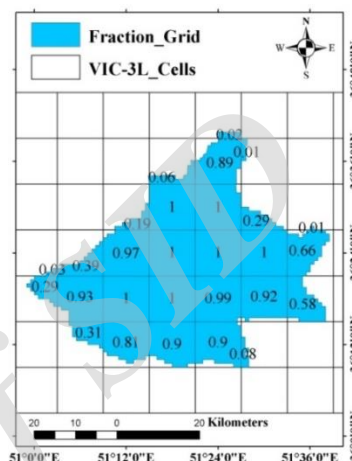 Fraction_Grid
VIC-3L_Cells
N
W E
S
0.02
0.89 0.01
0.06
1 1
0.19 0.29 0.01
0.97 1 1 1 0.66
0.03 0.39
0.29 0.93 1 1 0.99 0.92 0.58
0.31 0.81 0.9 0.9 0.08
20 10 0 20 Kilometers
51°0'0"E 51°12'0"E 51°24'0"E 51°36'0"E